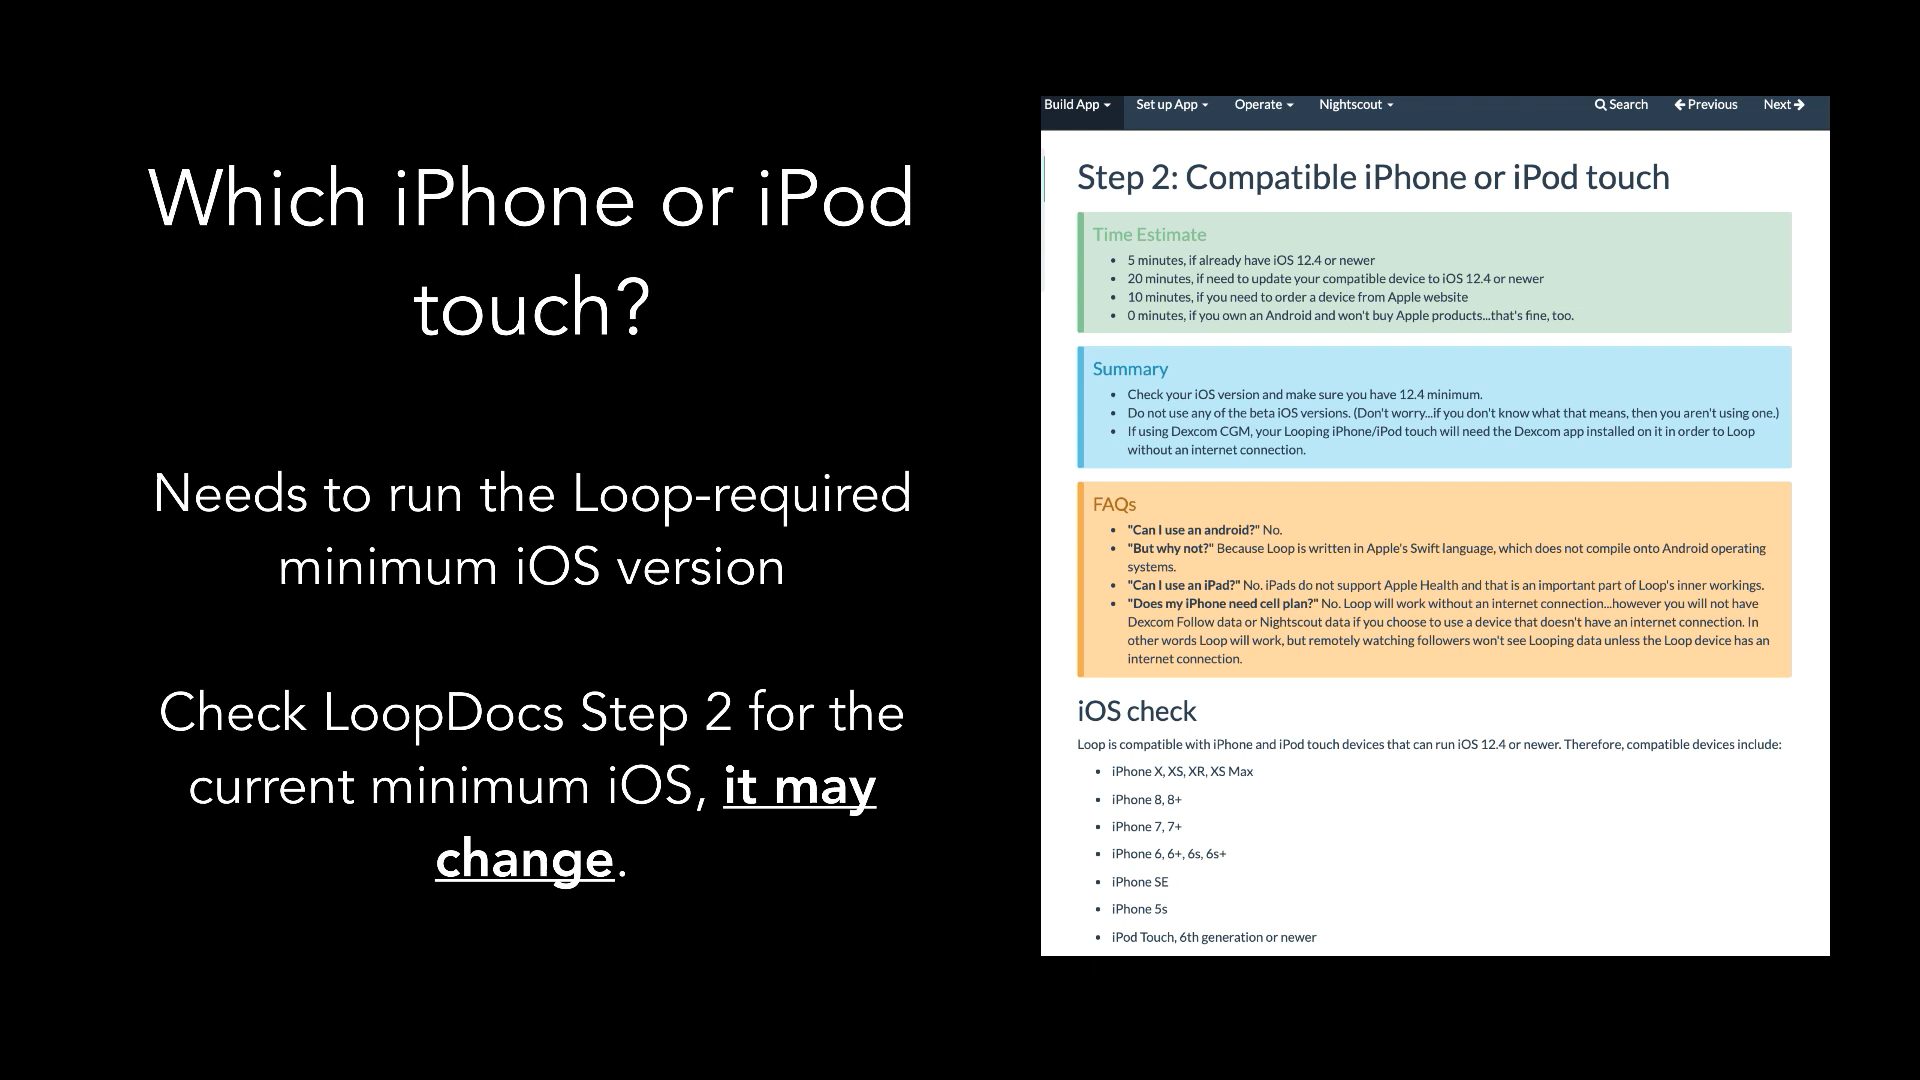 Which iPhone or iPod
touch?
Needs to run the Loop-required
minimum iOS version
Check LoopDocs Step 2 for the
current minimum iOS, it may
change.
Build App Set up App Operate Nightscout Search Previous Next
Step 2: Compatible iPhone or iPod touch
Time Estimate
• 5 minutes, if already have iOS 12.4 or newer
• 20 minutes, if need to update your compatible device to iOS 12.4 or newer
• 10 minutes, if you need to order a device from Apple website
• 0 minutes, if you own an Android and won't buy Apple products...that's fine, too.
Summary
• Check your iOS version and make sure you have 12.4 minimum.
• Do not use any of the beta iOS versions. (Don't worry...if you don't know what that means, then you aren't using one.)
• If using Dexcom CGM, your Looping iPhone/iPod touch will need the Dexcom app installed on it in order to Loop
without an internet connection.
FAQs
• "Can I use an android?" No.
• "But why not?" Because Loop is written in Apple's Swift language, which does not compile onto Android operating
systems.
• "Can I use an iPad?" No. iPads do not support Apple Health and that is an important part of Loop's inner workings.
• "Does my iPhone need cell plan?" No. Loop will work without an internet connection...however you will not have
Dexcom Follow data or Nightscout data if you choose to use a device that doesn't have an internet connection. In
other words Loop will work, but remotely watching followers won't see Looping data unless the Loop device has an
internet connection.
iOS check
Loop is compatible with iPhone and iPod touch devices that can run iOS 12.4 or newer. Therefore, compatible devices include:
• iPhone X, XS, XR, XS Max
• iPhone 8, 8+
• iPhone 7, 7+
• iPhone 6, 6+, 6s, 6s+
• iPhone SE
• iPhone 5s
• iPod Touch, 6th generation or newer